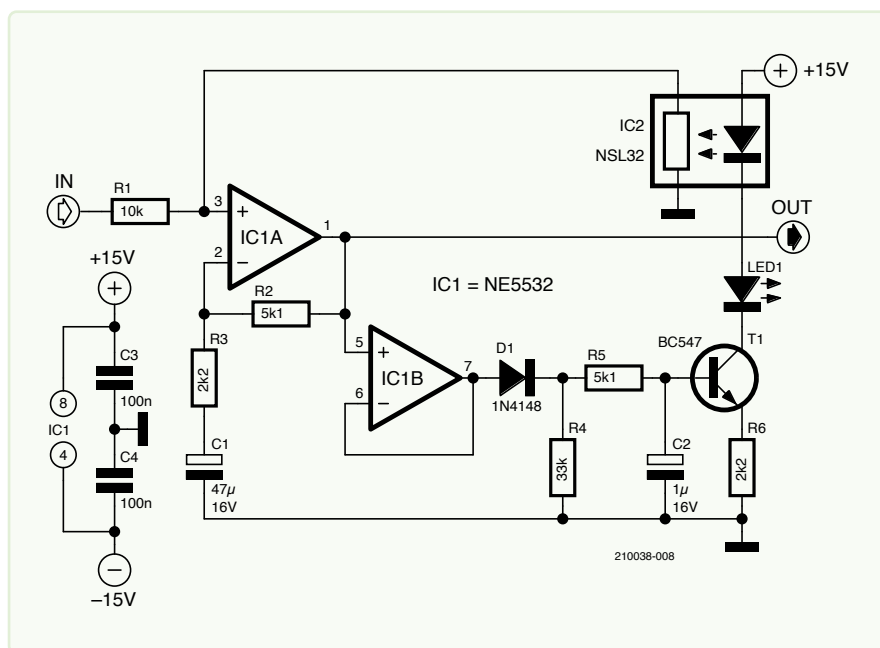 +15V
IC2
NSL32
IN
R1
10k
3
+
2
−
IC1A
1
OUT
+15V
R2
5k1
IC1 = NE5532
LED1
R3
2k2
5
+
6
−
IC1B
7
D1
1N4148
R5
5k1
BC547
T1
C3
100n
8
IC1
4
C4
100n
C1
47µ
16V
R4
33k
C2
1µ
16V
R6
2k2
–15V
210038-008